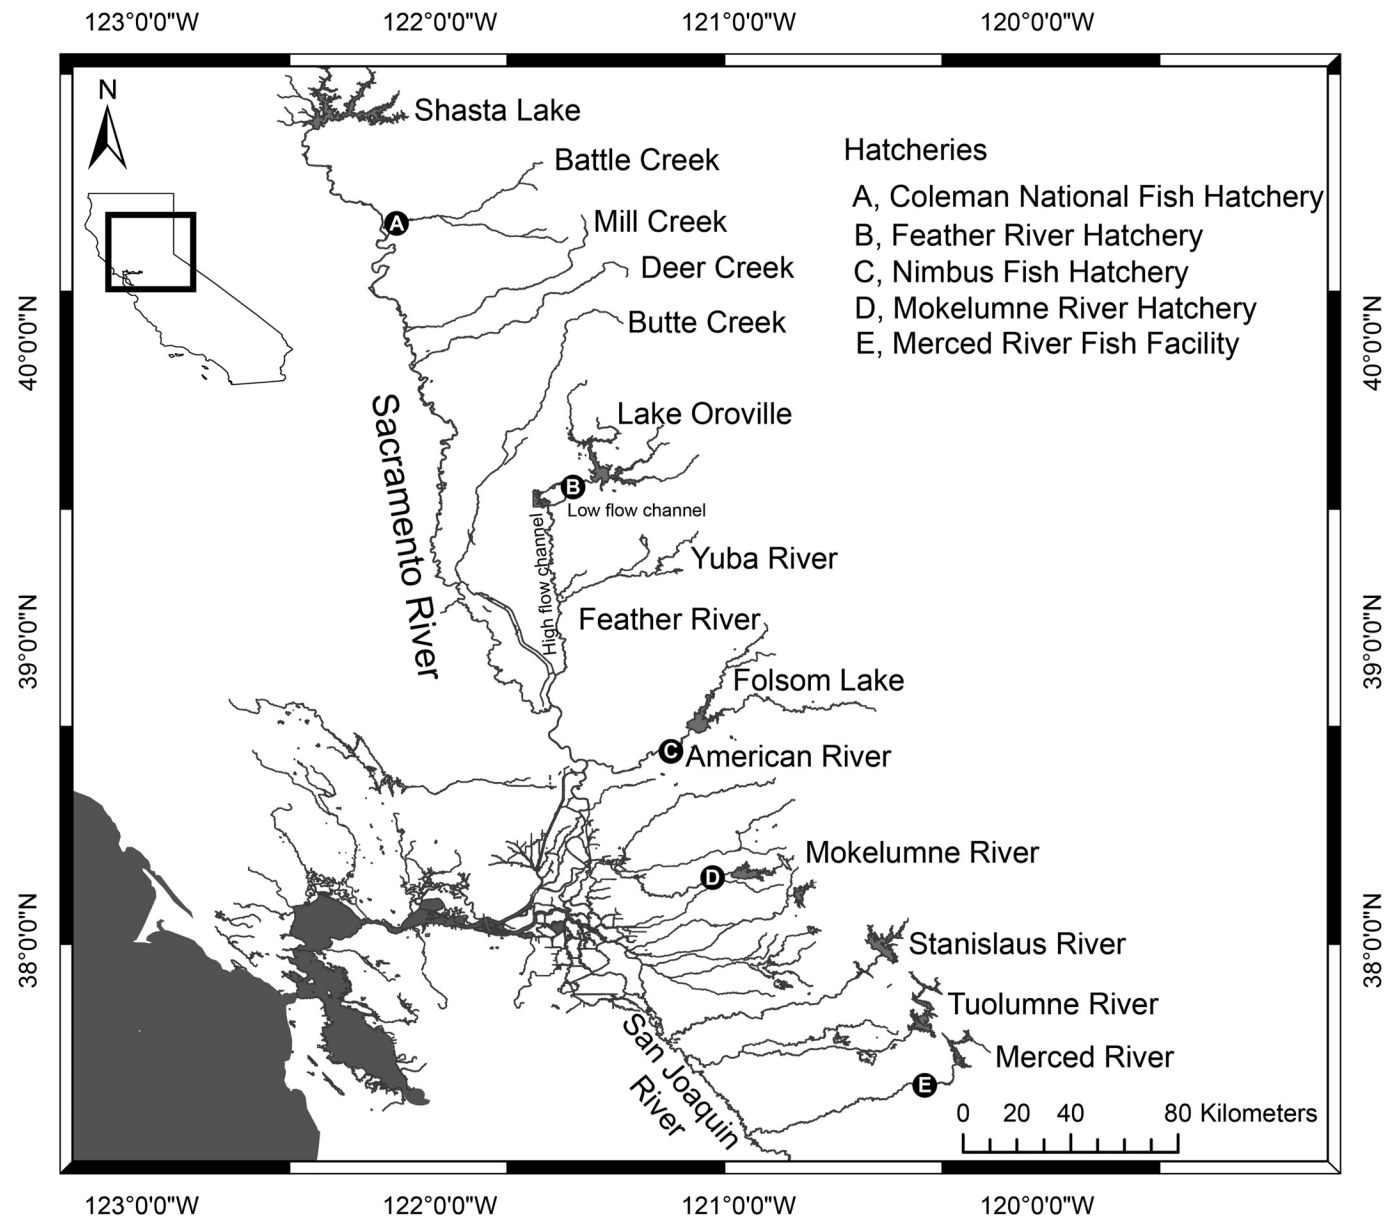 123°0'0"W 122°0'0"W 121°0'0"W 120°0'0"W
N
Shasta Lake
Battle Creek
Hatcheries
A, Coleman National Fish Hatchery
B, Feather River Hatchery
C, Nimbus Fish Hatchery
D, Mokelumne River Hatchery
E, Merced River Fish Facility
A
Mill Creek
Deer Creek
Butte Creek
40°0'0"N
40°0'0"N
Sacramento River
Lake Oroville
B
Low flow channel
High flow channel
Yuba River
Feather River
39°0'0"N
39°0'0"N
Folsom Lake
C
American River
Mokelumne River
D
38°0'0"N
38°0'0"N
Stanislaus River
Tuolumne River
San Joaquin
River
Merced River
E
0 20 40 80 Kilometers
123°0'0"W 122°0'0"W 121°0'0"W 120°0'0"W